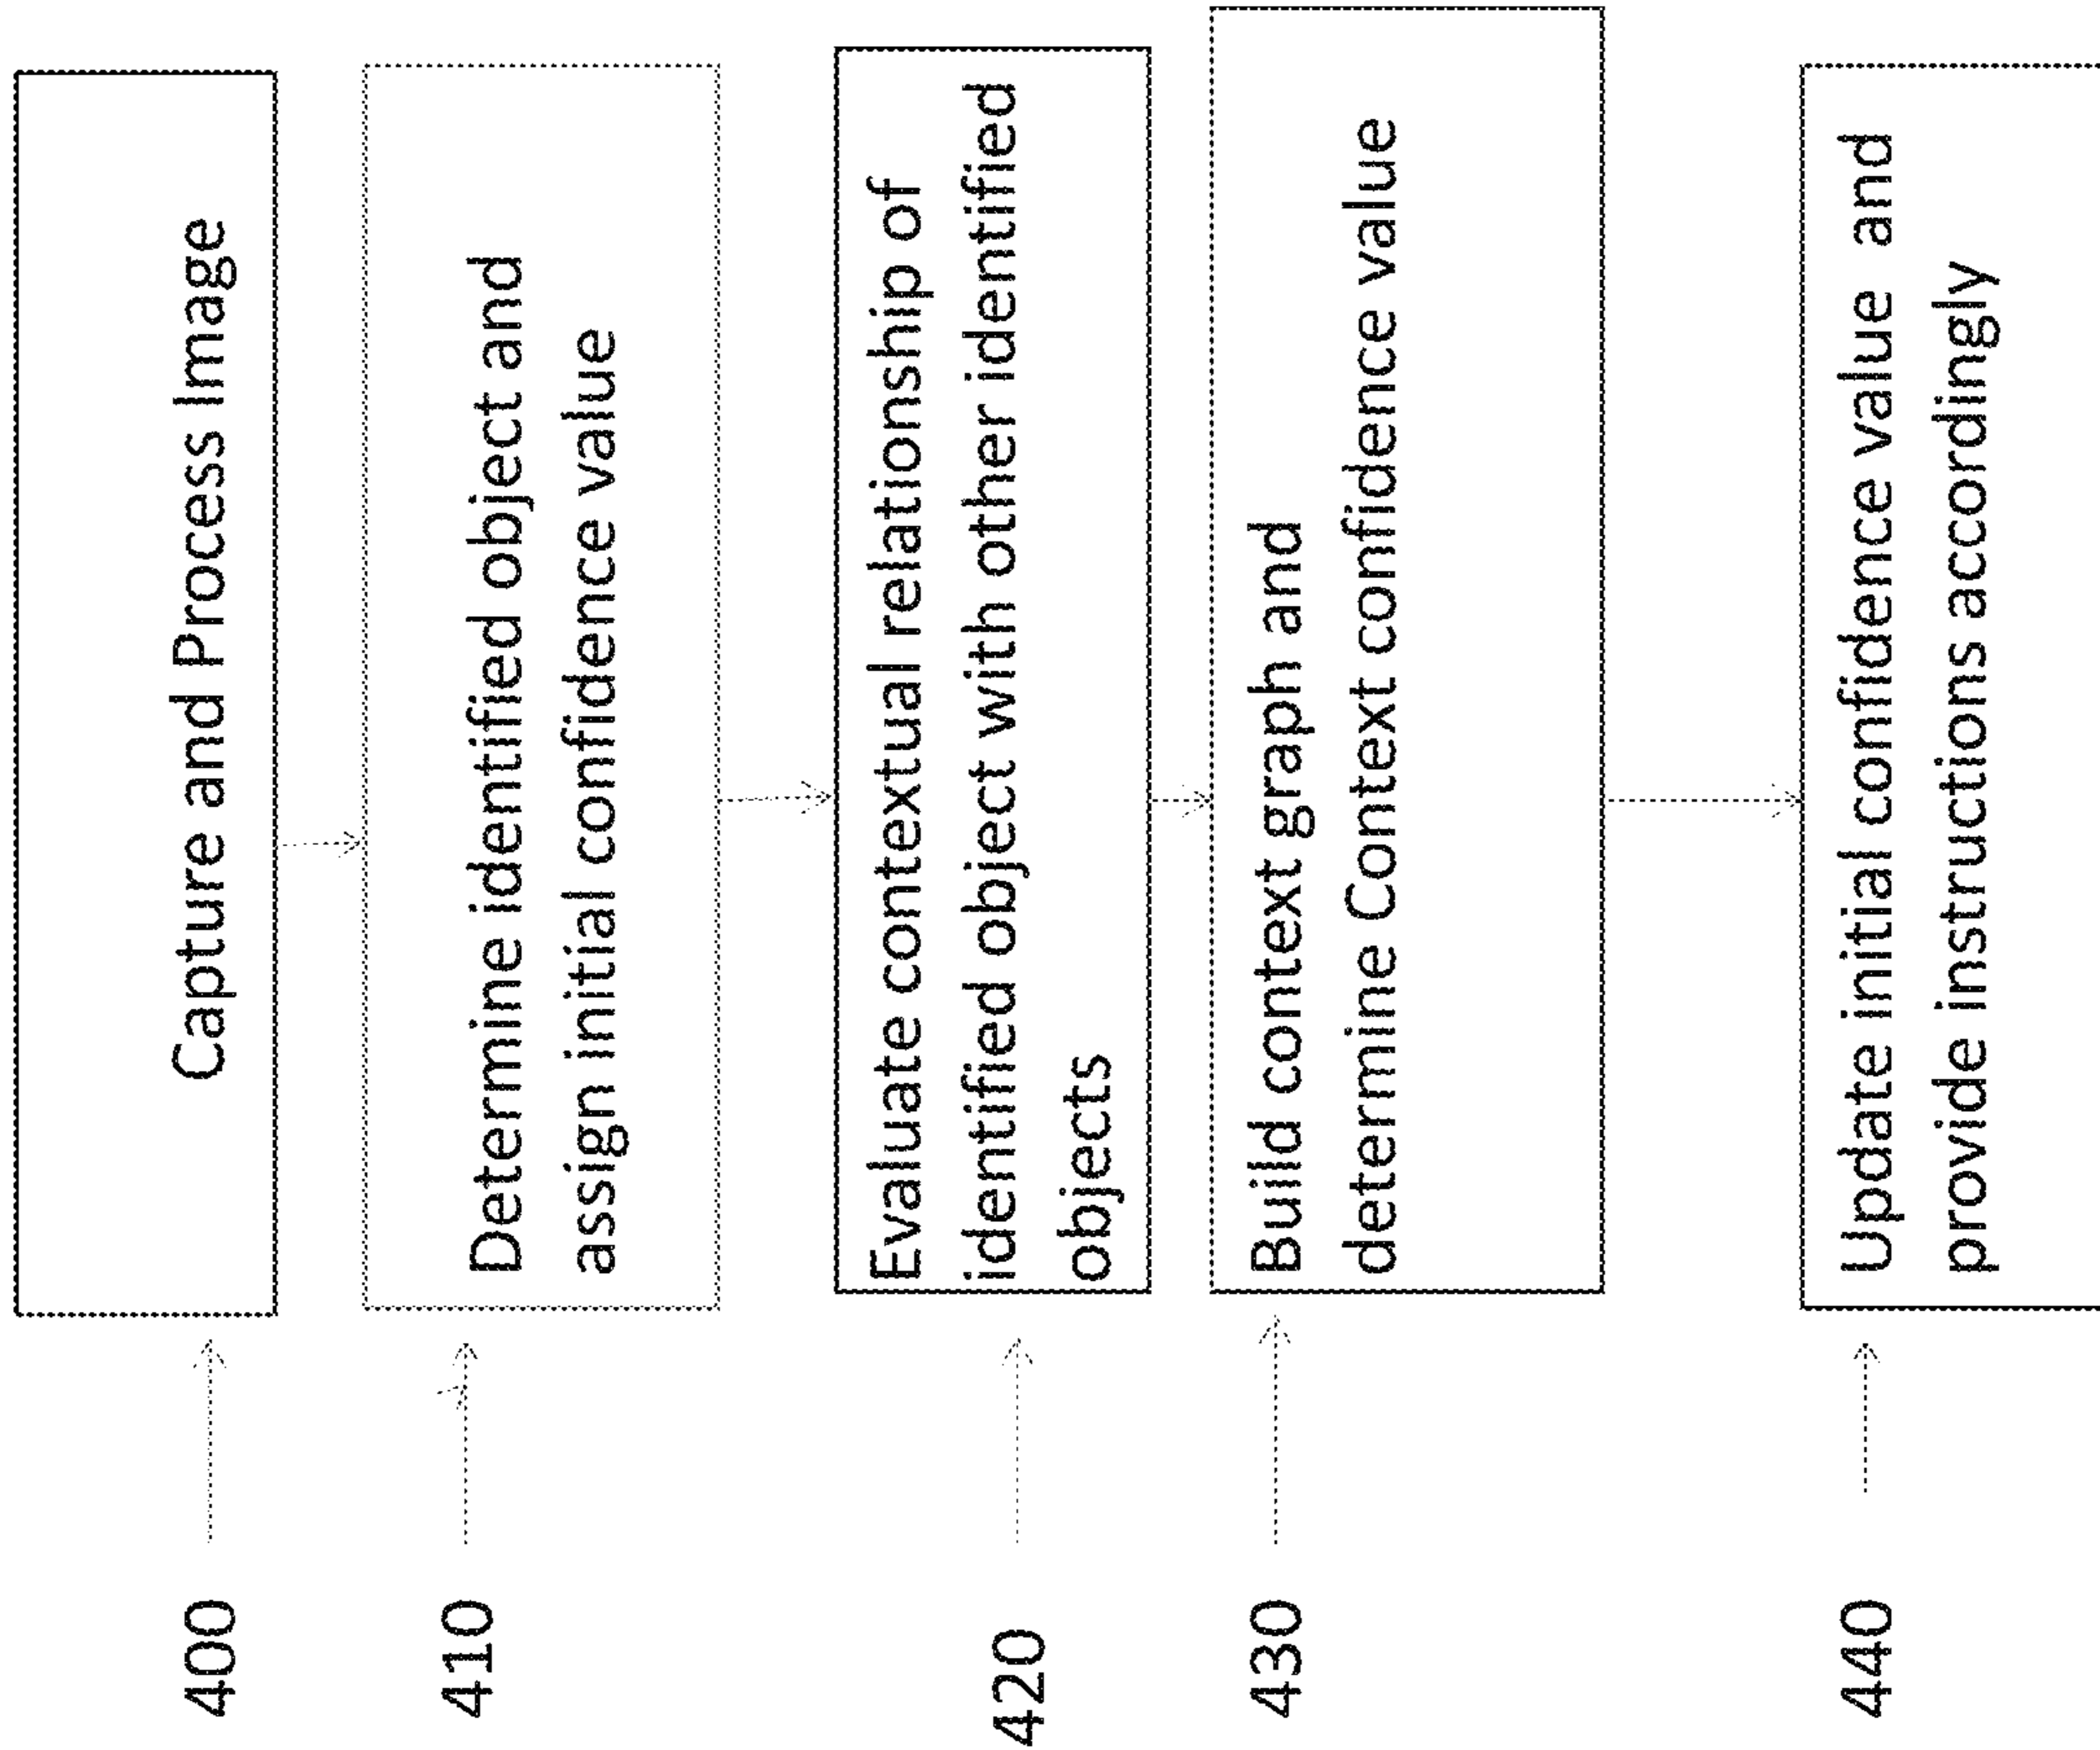 400
Capture and Process Image
410
Determine identified object and
assign initial confidence value
420
Evaluate contextual relationship of
identified object with other identified
objects
430
Build context graph and
determine Context confidence value
440
Update initial confidence value and
provide instructions accordingly